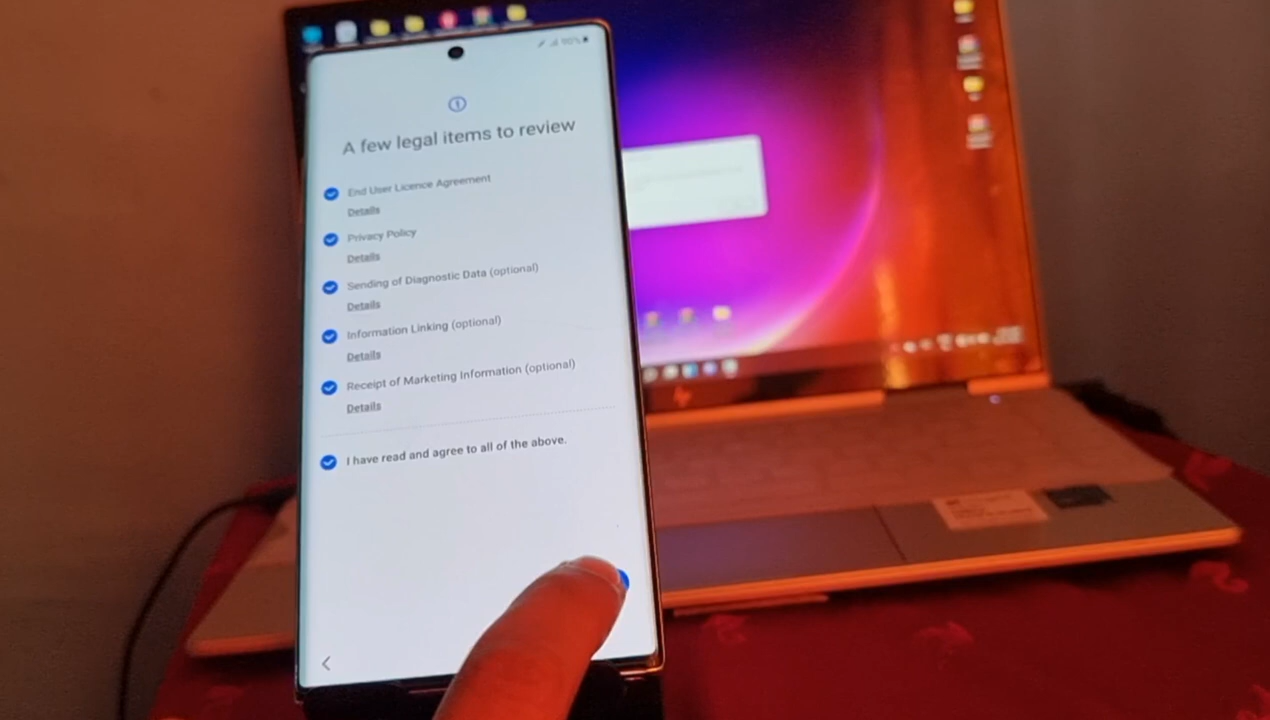 A few legal items to review
End User Licence Agreement
Details
Privacy Policy
Details
Sending of Diagnostic Data (optional)
Details
Information Linking (optional)
Details
Receipt of Marketing Information (optional)
Details
I have read and agree to all of the above.